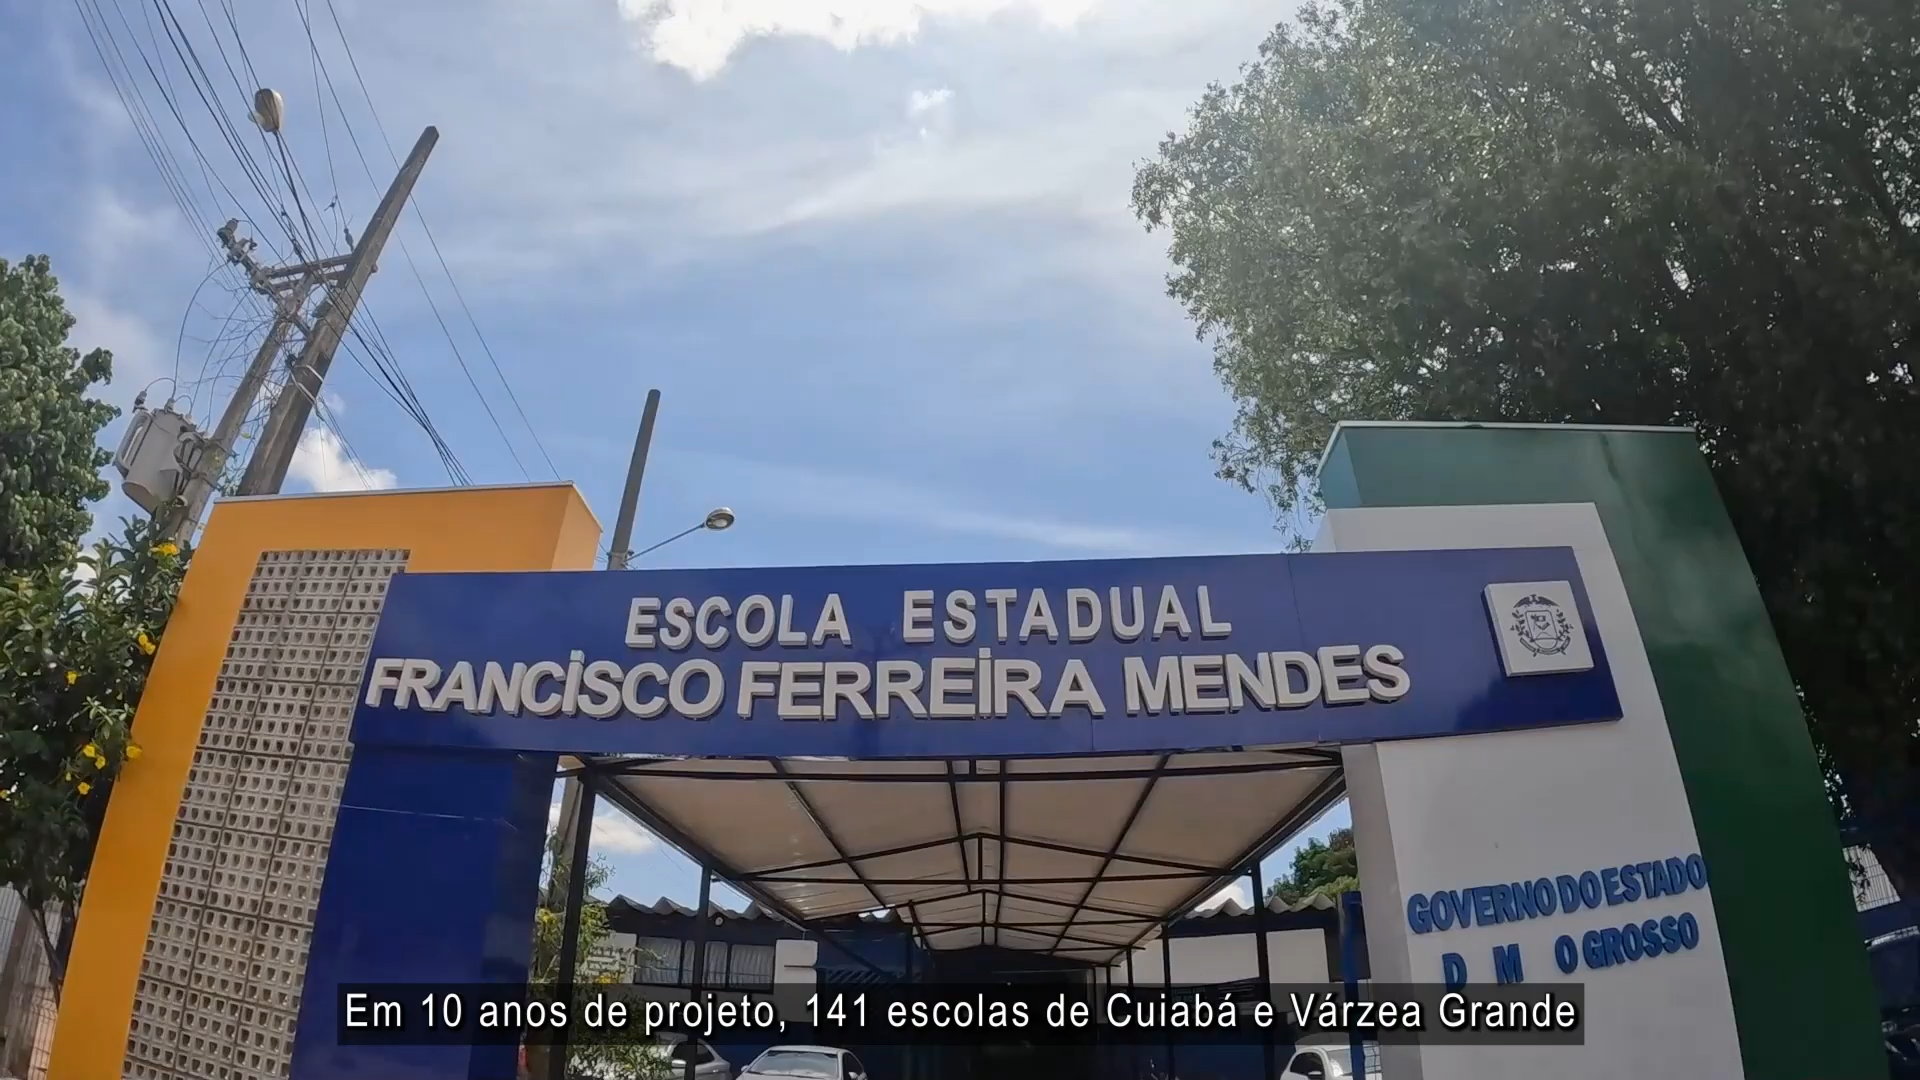 ESCOLA ESTADUAL
FRANCISCO FERREIRA MENDES
GOVERNO DO ESTADO
D M O GROSSO
Em 10 anos de projeto, 141 escolas de Cuiabá e Várzea Grande